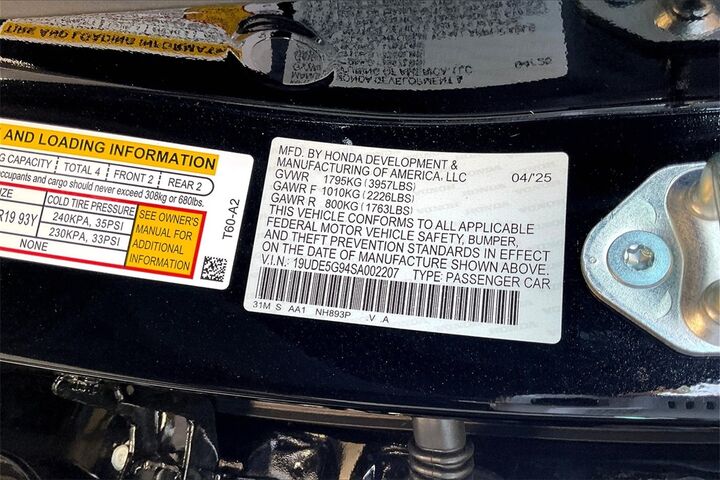 AND LOADING INFORMATION
G CAPACITY TOTAL 4 FRONT 2 REAR 2
occupants and cargo should never exceed 308kg or 680lbs.
IZE COLD TIRE PRESSURE
R19 93Y 240KPA, 35PSI
230KPA, 33PSI
NONE
SEE OWNER'S
MANUAL FOR
ADDITIONAL
INFORMATION
T60-A2
MFD. BY HONDA DEVELOPMENT &
MANUFACTURING OF AMERICA, LLC 04/'25
GVWR 1795KG (3957LBS)
GAWR F 1010KG (2226LBS)
GAWR R 800KG (1763LBS)
THIS VEHICLE CONFORMS TO ALL APPLICABLE
FEDERAL MOTOR VEHICLE SAFETY, BUMPER,
AND THEFT PREVENTION STANDARDS IN EFFECT
ON THE DATE OF MANUFACTURE SHOWN ABOVE.
V.I.N.: 19UDE5G94SA002207 TYPE: PASSENGER CAR
31M S AA1 NH893P .V .A